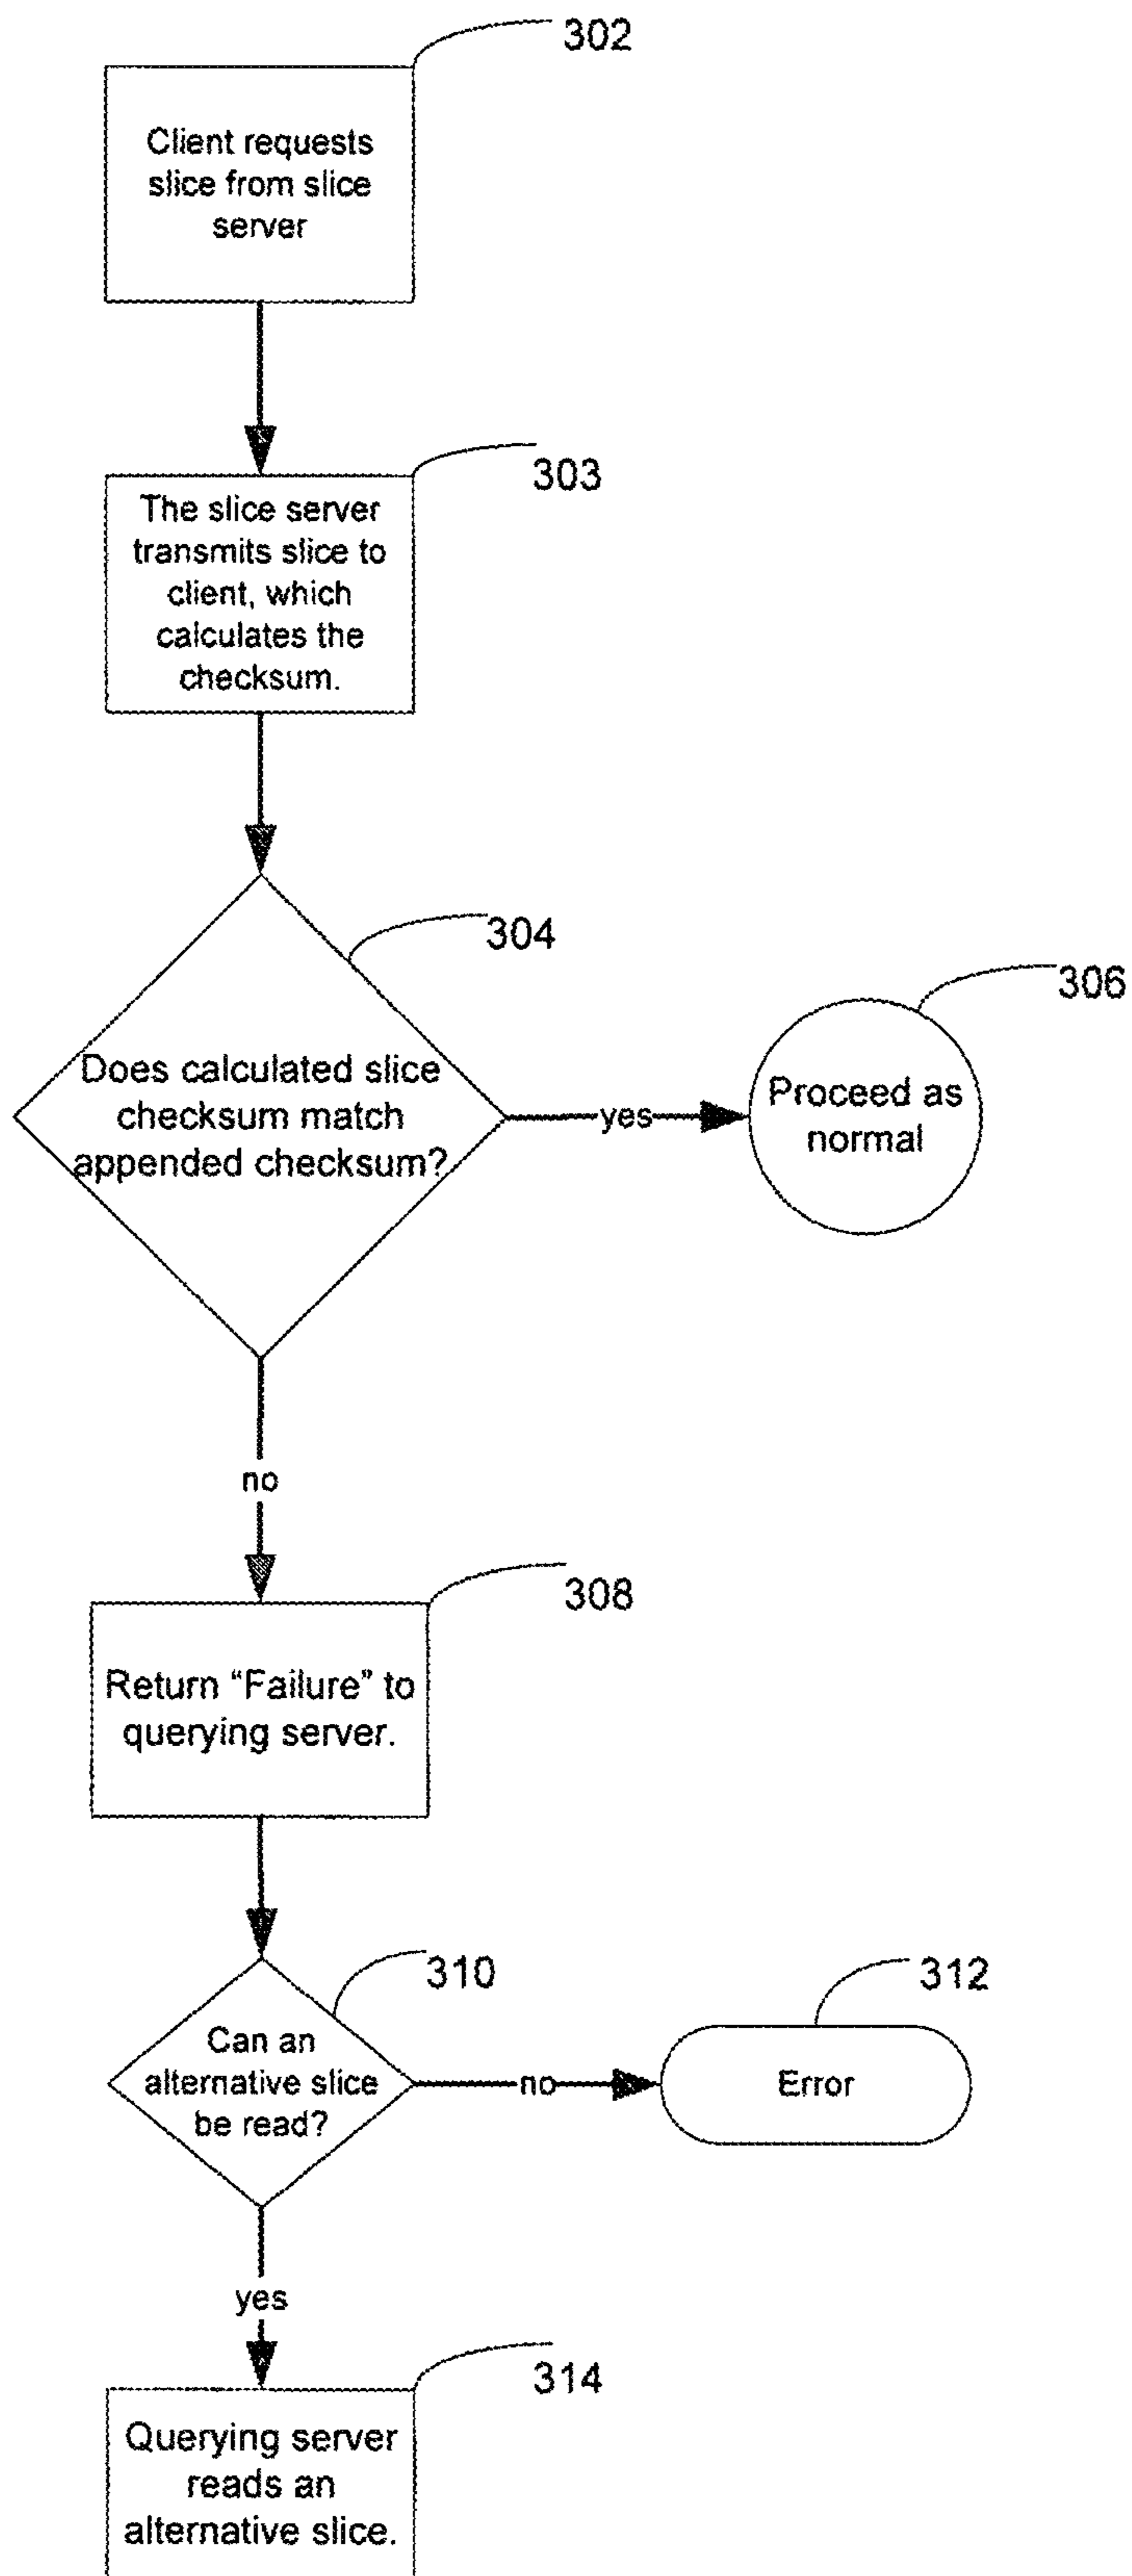 302
Client requests
slice from slice
server
303
The slice server
transmits slice to
client, which
calculates the
checksum.
304
306
Does calculated slice
checksum match
appended checksum?
yes
Proceed as
normal
no
308
Return “Failure” to
querying server.
310
312
Can an
alternative slice
be read?
no
Error
yes
314
Querying server
reads an
alternative slice.